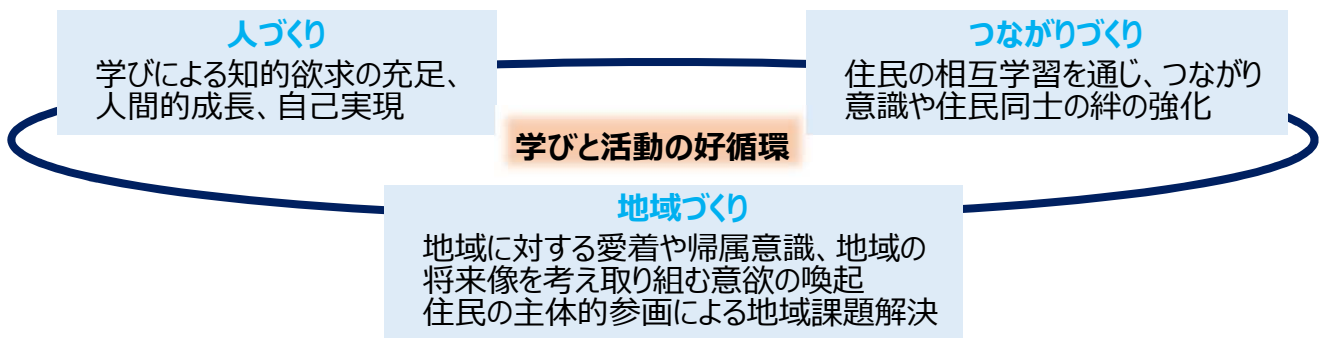 人づくり
学びによる知的欲求の充足、
人間的成長、自己実現
つながりづくり
住民の相互学習を通じ、つながり
意識や住民同士の絆の強化
学びと活動の好循環
地域づくり
地域に対する愛着や帰属意識、地域の
将来像を考え取り組む意欲の喚起
住民の主体的参画による地域課題解決